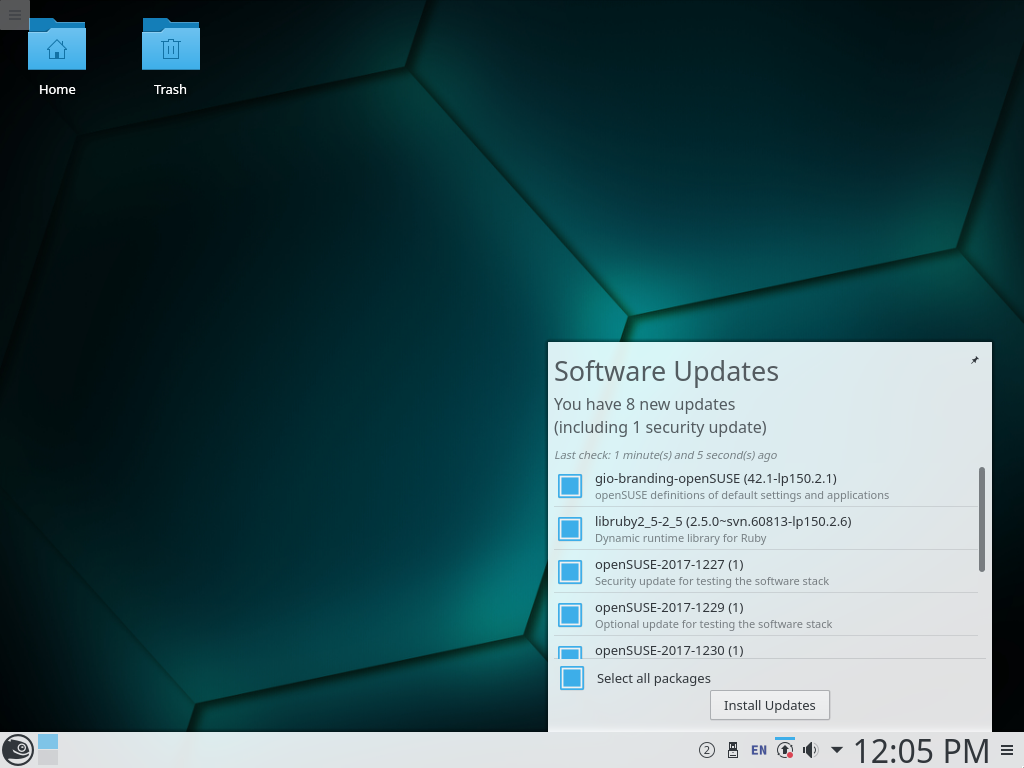 Home
Trash
Software Updates
You have 8 new updates
(including 1 security update)
Last check: 1 minute(s) and 5 second(s) ago
gio-branding-openSUSE (42.1-lp150.2.1)
openSUSE definitions of default settings and applications
libruby2_5-2_5 (2.5.0~svn.60813-lp150.2.6)
Dynamic runtime library for Ruby
openSUSE-2017-1227 (1)
Security update for testing the software stack
openSUSE-2017-1229 (1)
Optional update for testing the software stack
openSUSE-2017-1230 (1)
Select all packages
Install Updates
2
EN
12:05 PM